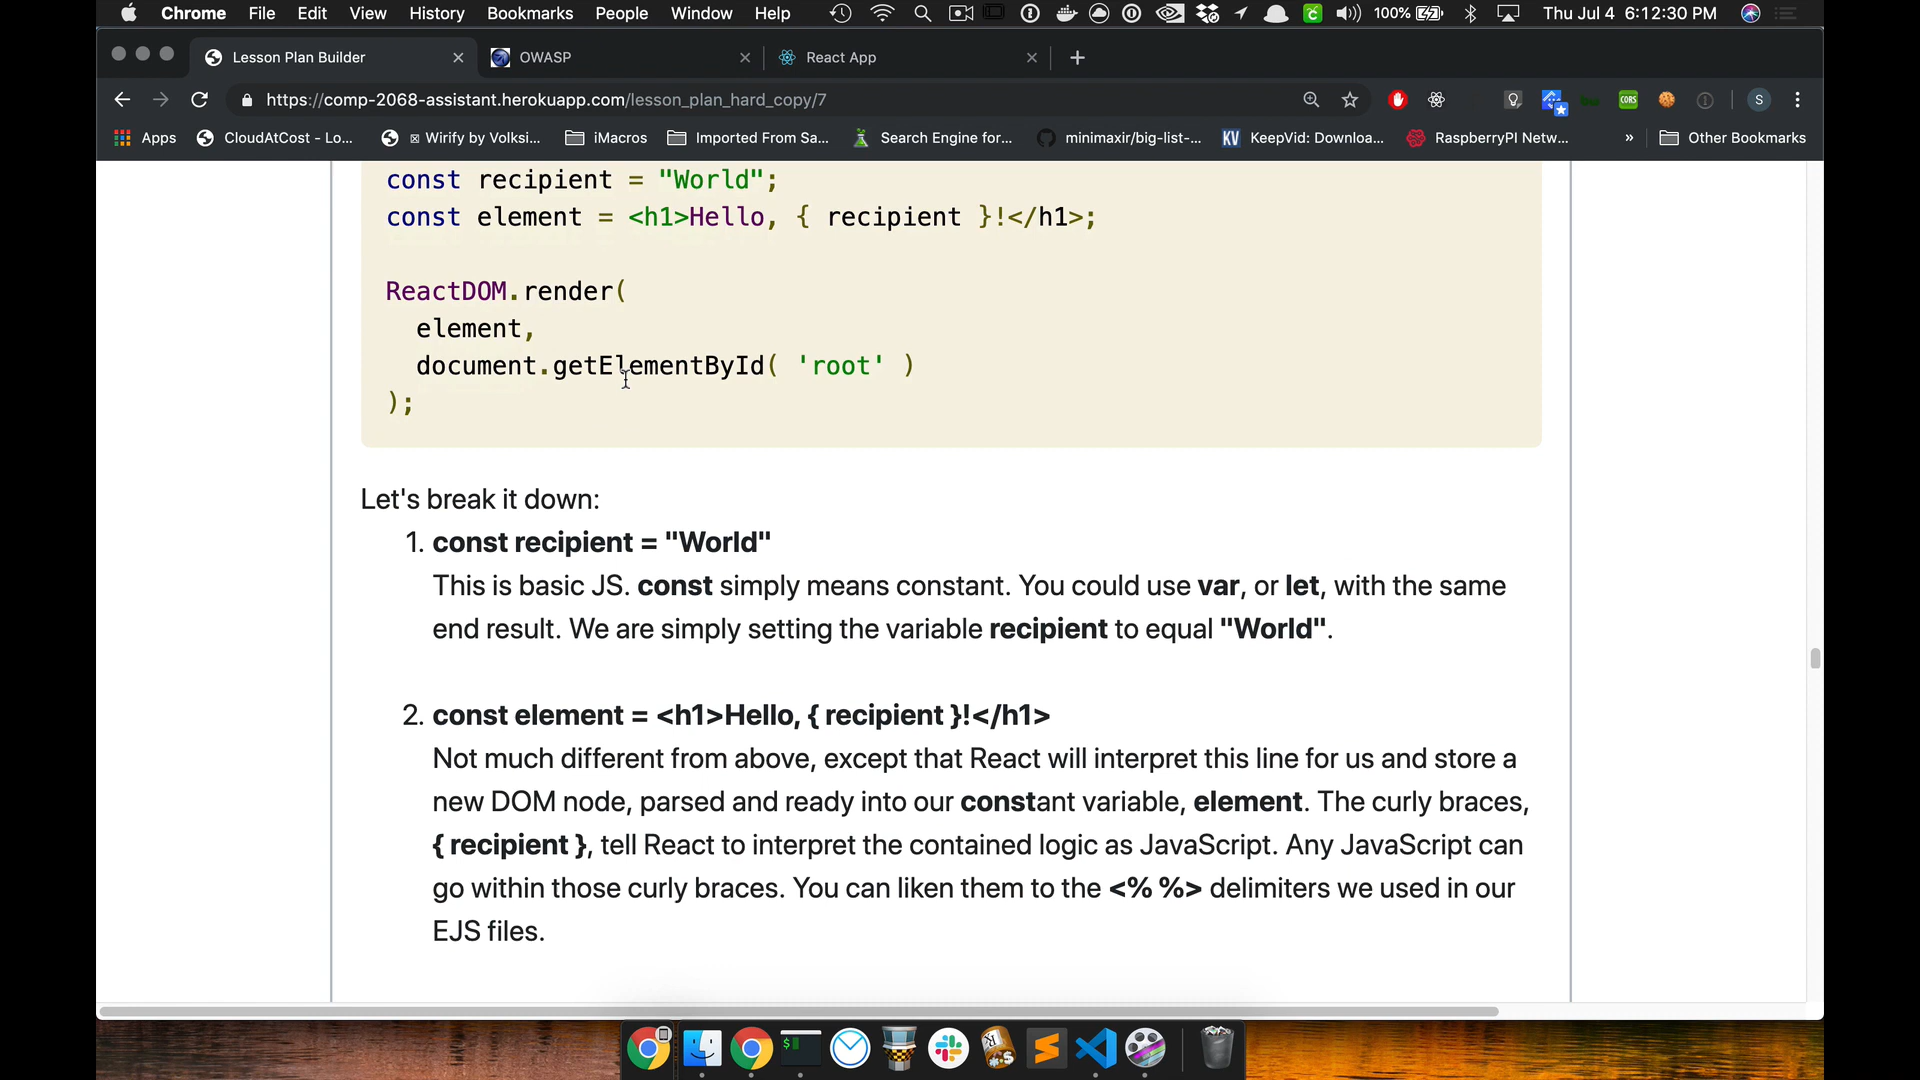 Chrome File Edit View History Bookmarks People Window Help 100% Thu Jul 4 6:12:30 PM
Lesson Plan Builder OWASP React App
https://comp-2068-assistant.herokuapp.com/lesson_plan_hard_copy/7 CORS S
Apps CloudAtCost - Lo... Wirify by Volksi... iMacros Imported From Sa... Search Engine for... minimaxir/big-list-... KV KeepVid: Downloa... RaspberryPI Netw... » Other Bookmarks
const recipient = "World";
const element = <h1>Hello, { recipient }!</h1>;
ReactDOM.render(
element,
document.getElementById( 'root' )
);
Let's break it down:
1. const recipient = "World"
This is basic JS. const simply means constant. You could use var, or let, with the same
end result. We are simply setting the variable recipient to equal "World".
2. const element = <h1>Hello, { recipient }!</h1>
Not much different from above, except that React will interpret this line for us and store a
new DOM node, parsed and ready into our constant variable, element. The curly braces,
{ recipient }, tell React to interpret the contained logic as JavaScript. Any JavaScript can
go within those curly braces. You can liken them to the <% %> delimiters we used in our
EJS files.